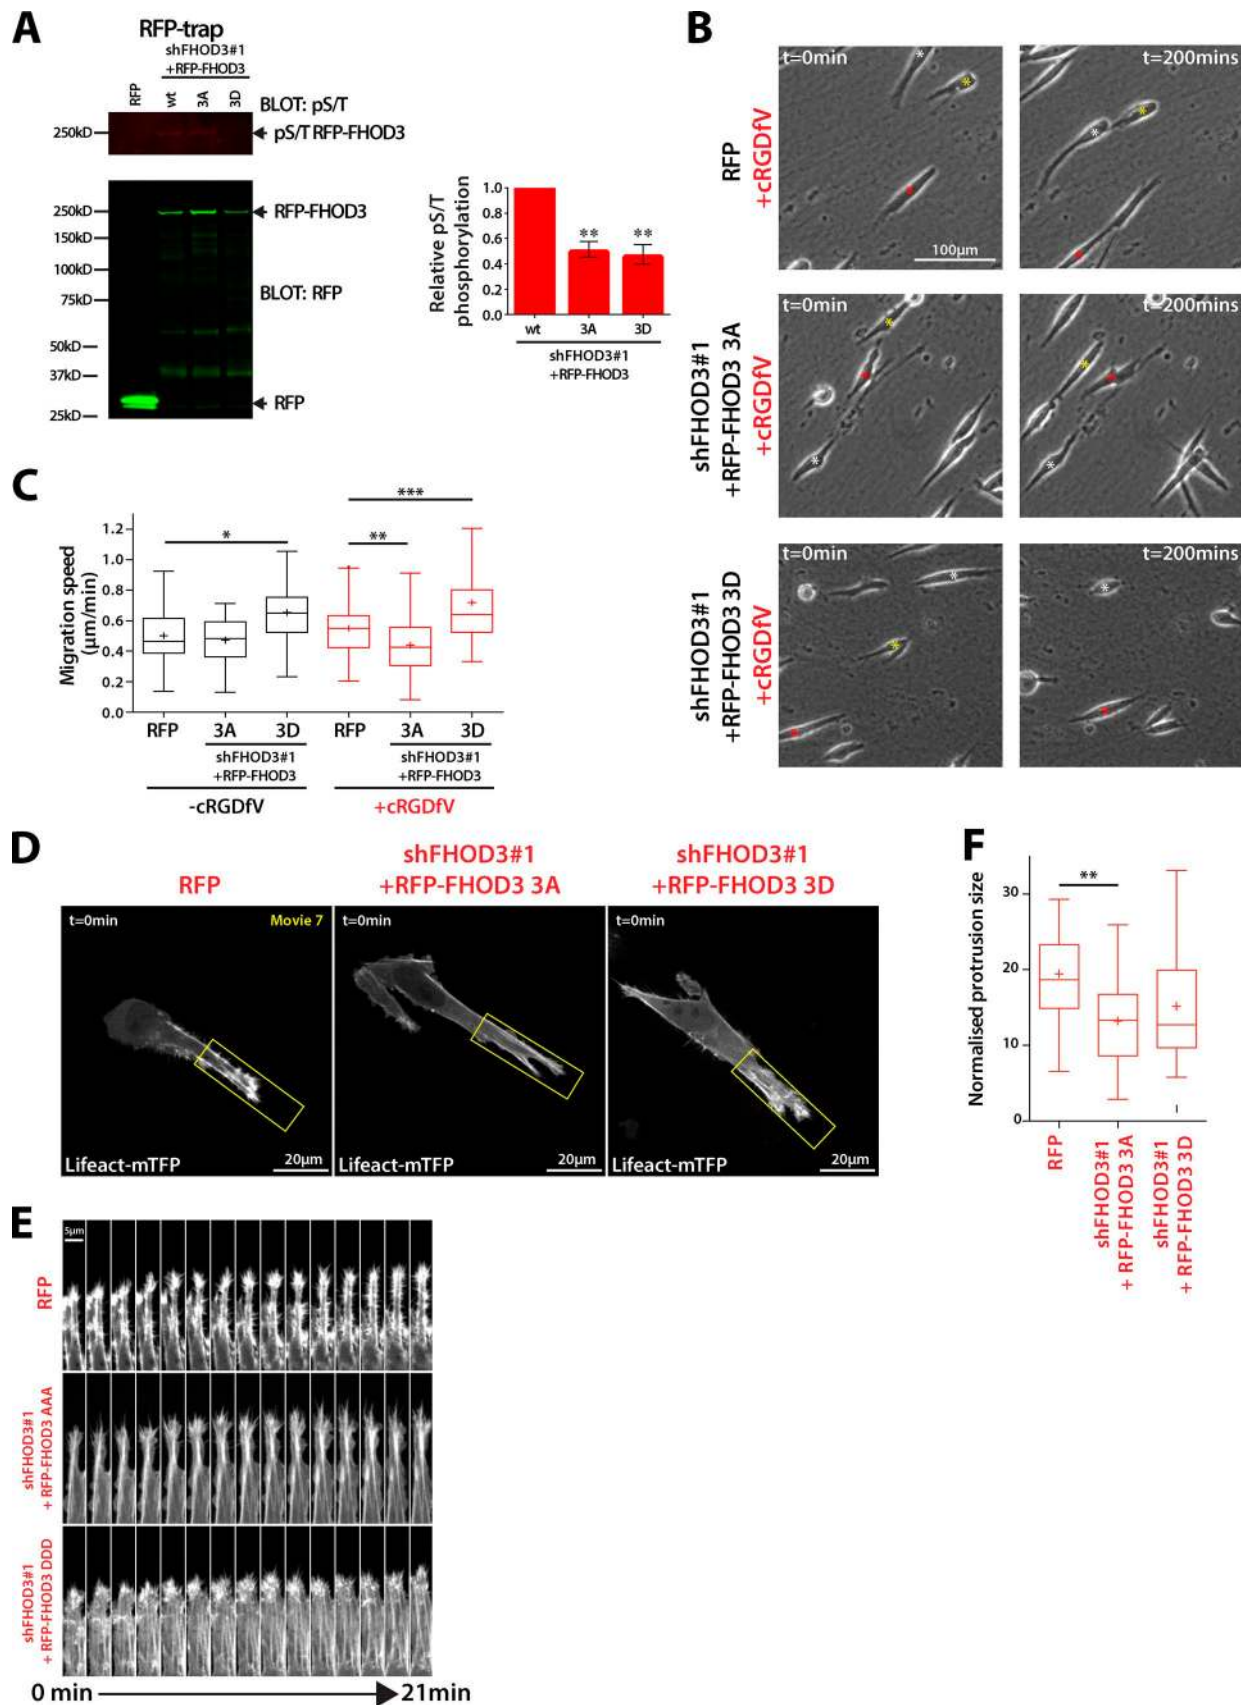 A
RFP-trap
shFHOD3#1
+RFP-FHOD3
RFP
wt
3A
3D
BLOT: pS/T
250kD
pS/T RFP-FHOD3
250kD
RFP-FHOD3
150kD
100kD
75kD
BLOT: RFP
50kD
37kD
25kD
RFP
Relative pS/T
phosphorylation
1.0
0.8
0.6
0.4
0.2
0.0
**
**
wt
3A
3D
shFHOD3#1
+RFP-FHOD3
B
RFP
+cRGDfV
t=0min
t=200mins
100µm
shFHOD3#1
+RFP-FHOD3 3A
+cRGDfV
t=0min
t=200mins
shFHOD3#1
+RFP-FHOD3 3D
+cRGDfV
t=0min
t=200mins
C
Migration speed
(µm/min)
1.2
1.0
0.8
0.6
0.4
0.2
0.0
*
**
***
RFP
3A
3D
RFP
3A
3D
shFHOD3#1
+RFP-FHOD3
shFHOD3#1
+RFP-FHOD3
-cRGDfV
+cRGDfV
D
RFP
shFHOD3#1
+RFP-FHOD3 3A
shFHOD3#1
+RFP-FHOD3 3D
t=0min
Movie 7
t=0min
t=0min
Lifeact-mTFP
20µm
Lifeact-mTFP
20µm
Lifeact-mTFP
20µm
F
Normalised protrusion size
30
20
10
0
**
RFP
shFHOD3#1
+ RFP-FHOD3 3A
shFHOD3#1
+ RFP-FHOD3 3D
E
5µm
RFP
shFHOD3#1
+ RFP-FHOD3 AAA
shFHOD3#1
+ RFP-FHOD3 DDD
0 min
21min